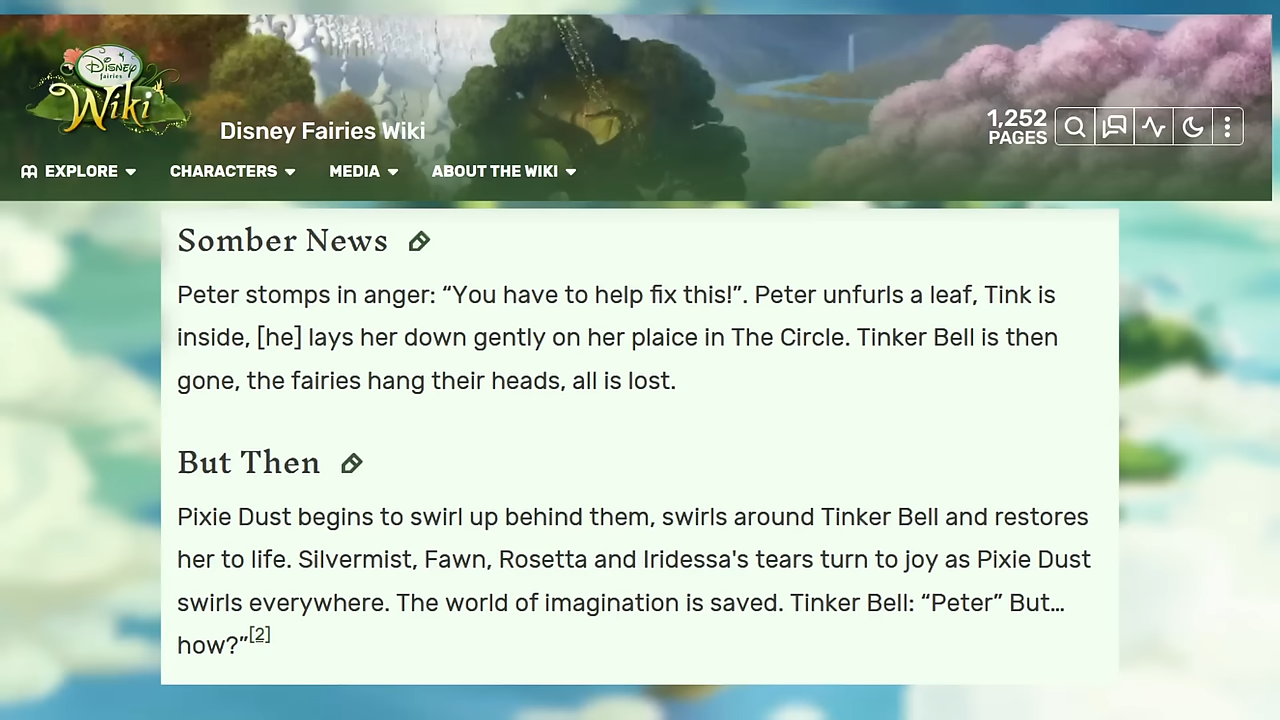 Disney
fairies
Wiki
Disney Fairies Wiki
1,252
PAGES
EXPLORE
CHARACTERS
MEDIA
ABOUT THE WIKI
Somber News
Peter stomps in anger: “You have to help fix this!”. Peter unfurls a leaf, Tink is
inside, [he] lays her down gently on her plaice in The Circle. Tinker Bell is then
gone, the fairies hang their heads, all is lost.
But Then
Pixie Dust begins to swirl up behind them, swirls around Tinker Bell and restores
her to life. Silvermist, Fawn, Rosetta and Iridessa's tears turn to joy as Pixie Dust
swirls everywhere. The world of imagination is saved. Tinker Bell: “Peter” But…
how?”[2]